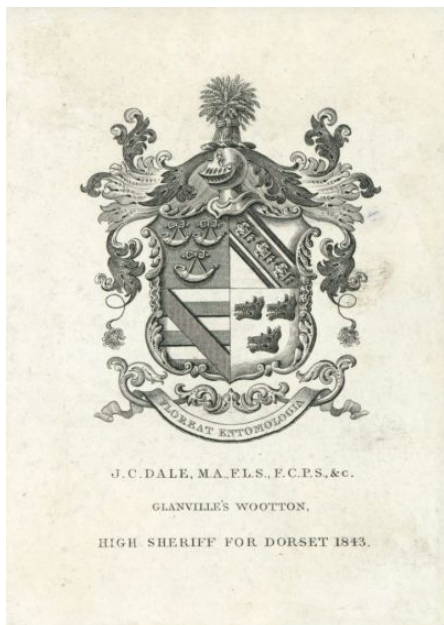 FLOREAT ENTOMOLOGIA
J. C. DALE, M.A., F.L.S., F.C.P.S., &c.
GLANVILLE'S WOOTTON,
HIGH SHERIFF FOR DORSET 1843.